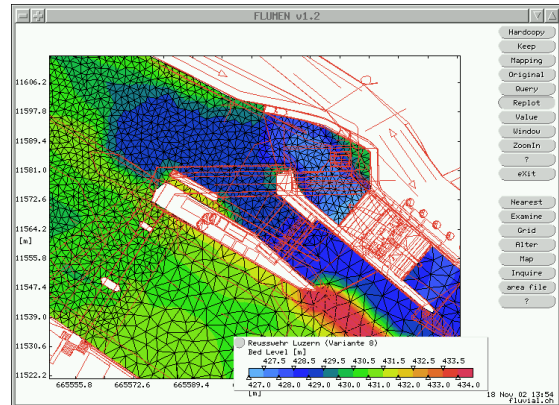 FLUMEN v1.2
Hardcopy
Keep
Mapping
Original
Query
Replot
Value
Window
ZoomIn
?
eXit
Nearest
Examine
Grid
Alter
Map
Inquire
area file
?
11606.2
11597.8
11589.4
11581.0
11572.6
11564.2
[m]
11555.8
11547.4
11539.0
11530.6
11522.2
665555.8 665572.6 665589.4
Reusswehr Luzern (Variante 8)
Bed Level [m]
427.5 428.5 429.5 430.5 431.5 432.5 433.5
427.0 428.0 429.0 430.0 431.0 432.0 433.0 434.0
[m]
18 Nov 02 13:54
fluvial.ch